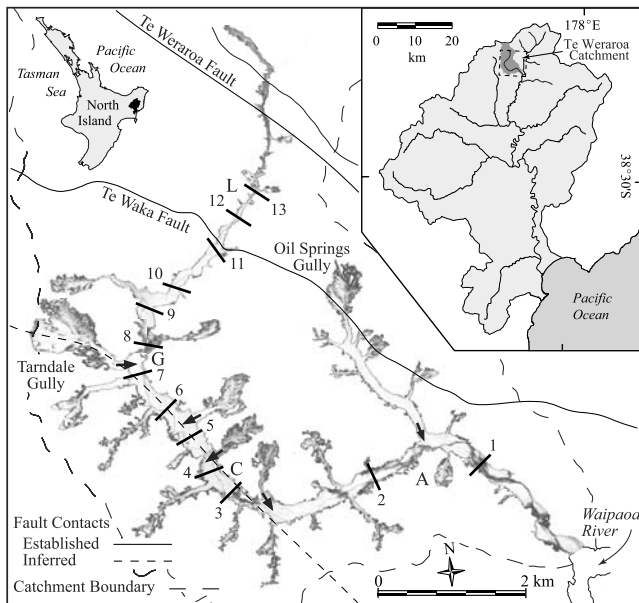 Te Weraroa Fault
Pacific
Ocean
Tasman
Sea
North
Island
178°E
0 10 20
km
Te Weraroa
Catchment
38°30'S
Pacific
Ocean
L
12
13
Te Waka Fault
11
Oil Springs
Gully
10
9
8
G
Tarndale
Gully
7
6
5
4
C
3
1
A
2
Waipaoa
River
Fault Contacts
Established
Inferred
Catchment Boundary
N
0 2 km